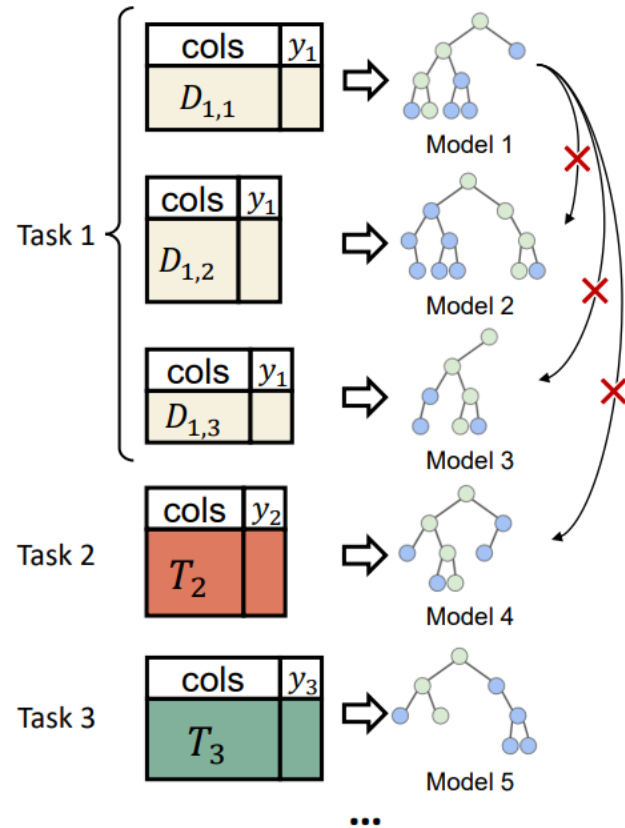 cols y₁
D₁,₁
Model 1
Task 1
cols y₁
D₁,₂
Model 2
cols y₁
D₁,₃
Model 3
Task 2
cols y₂
T₂
Model 4
Task 3
cols y₃
T₃
Model 5
...